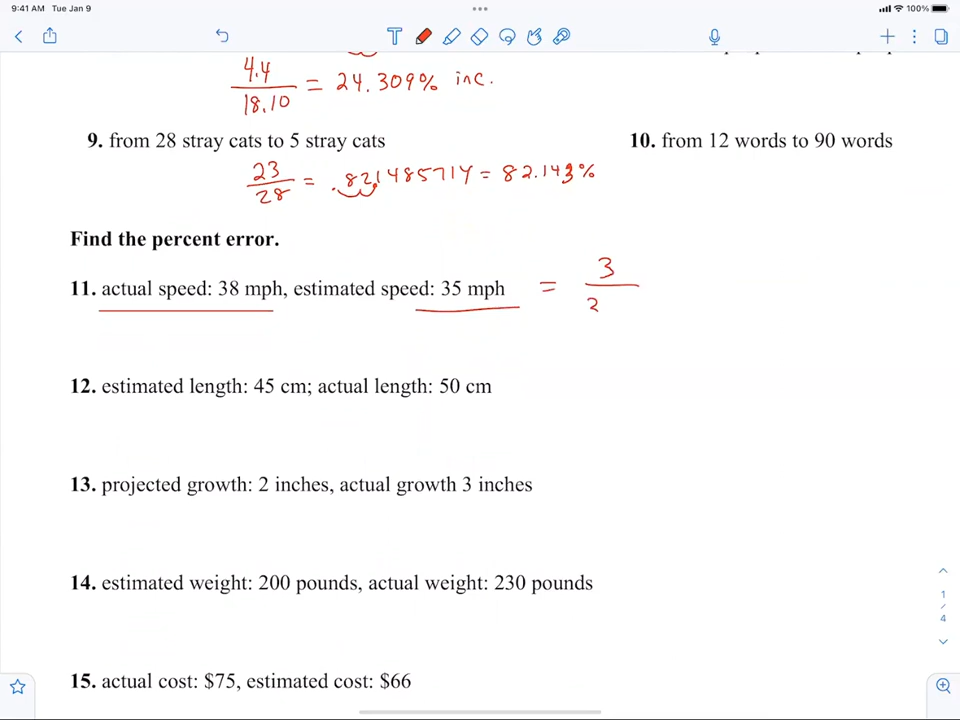 9:41 AM Tue Jan 9
100%
4.4
18.10
= 24.309% inc.
9. from 28 stray cats to 5 stray cats
10. from 12 words to 90 words
23
28
= .821485714 = 82.143%
Find the percent error.
11. actual speed: 38 mph, estimated speed: 35 mph
=
3
2
12. estimated length: 45 cm; actual length: 50 cm
13. projected growth: 2 inches, actual growth 3 inches
14. estimated weight: 200 pounds, actual weight: 230 pounds
1
/
4
15. actual cost: $75, estimated cost: $66